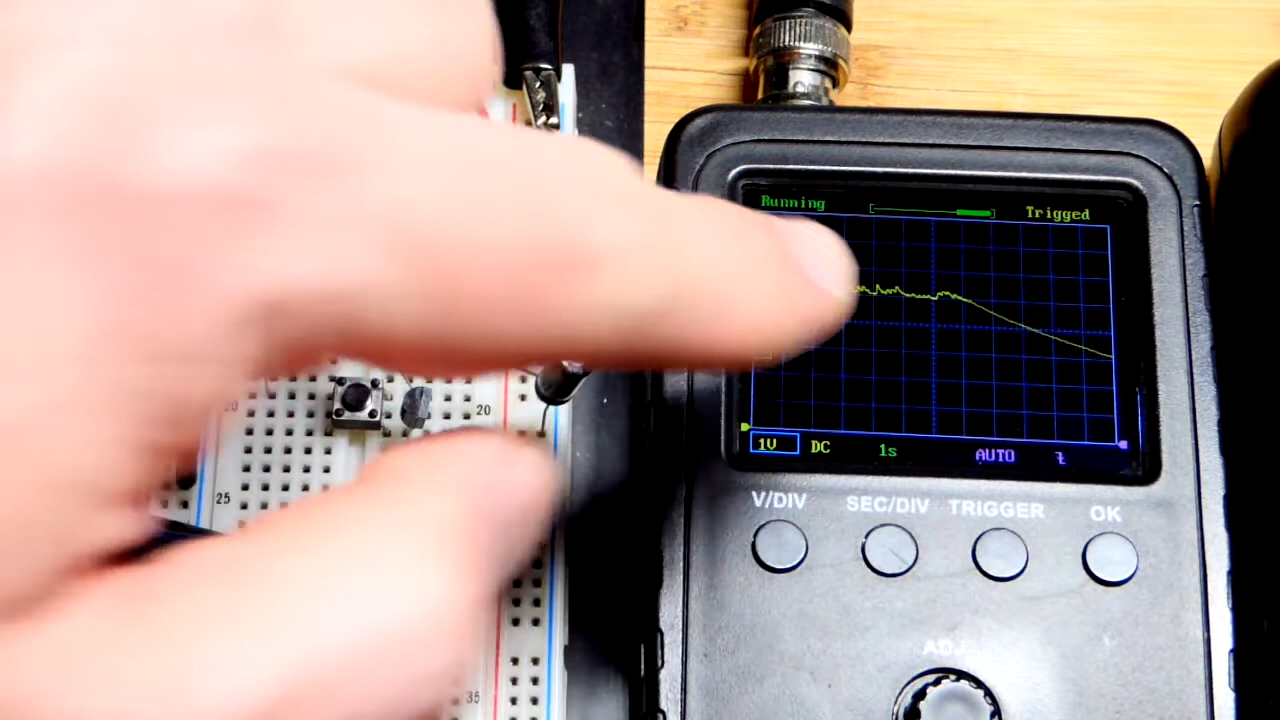 Running Trigged
1V DC 1s AUTO
V/DIV SEC/DIV TRIGGER OK
ADJ
20 20
25
35